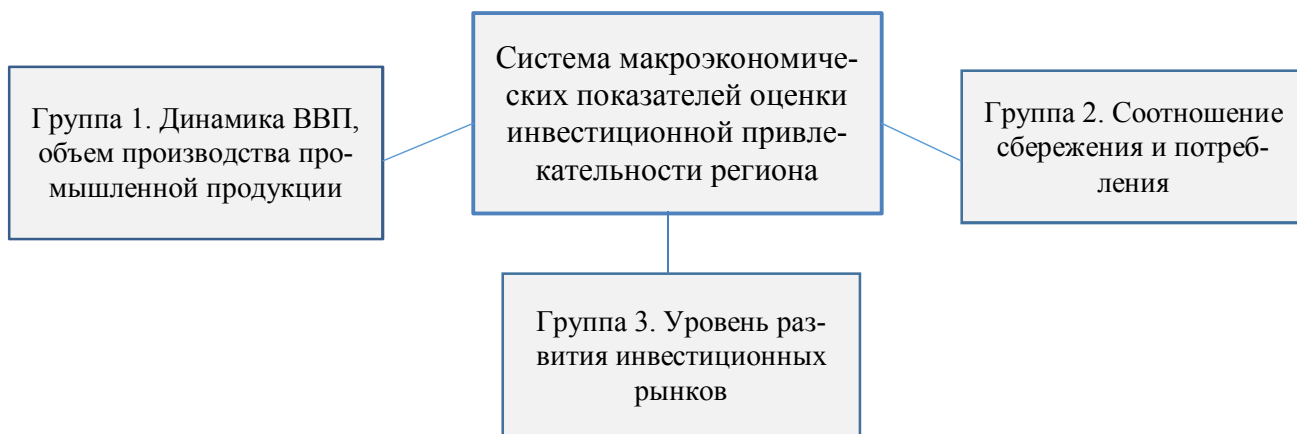 Система макроэкономиче-
ских показателей оценки
инвестиционной привле-
кательности региона
Группа 1. Динамика ВВП,
объем производства про-
мышленной продукции
Группа 2. Соотношение
сбережения и потреб-
ления
Группа 3. Уровень раз-
вития инвестиционных
рынков